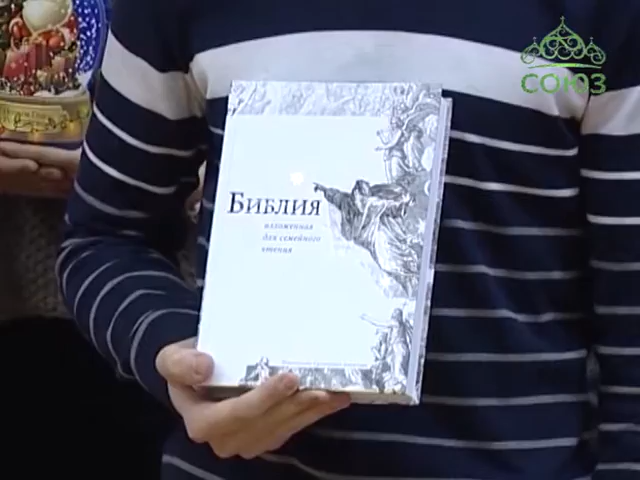 СОЮЗ
Библия
изложенная
для семейного
чтения